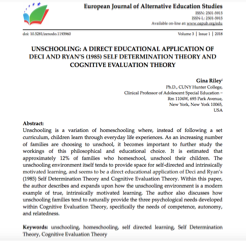 European Journal of Alternative Education Studies
ISSN: 2501-5915
ISSN-L: 2501-5915
Available on-line at: www.oapub.org/edu
Volume 3 | Issue 1 | 2018
UNSCHOOLING: A DIRECT EDUCATIONAL APPLICATION OF
DECI AND RYAN'S (1985) SELF DETERMINATION THEORY AND
COGNITIVE EVALUATION THEORY
Gina Riley
Ph.D., CUNY Hunter College,
Clinical Professor of Adolescent Special Education –
Rm 1104W, 695 Park Avenue,
New York, New York 10065,
USA
Abstract:
Unschooling is a variation of homeschooling where, instead of following a set
curriculum, children learn through everyday life experiences. As an increasing number
of families are choosing to unschool, it becomes important to further study the
workings of this philosophical and educational choice. It is estimated that
approximately 12% of families who homeschool, unschool their children. The
unschooling environment itself tends to provide space for self-directed and intrinsically
motivated learning, and seems to be a direct educational application of Deci and Ryan's
(1985) Self Determination Theory and Cognitive Evaluation Theory. Within this paper,
the author describes and expands upon how the unschooling environment is a modern
example of true, intrinsically motivated learning. The author also discusses how
unschooling families tend to naturally provide the three psychological needs developed
within Cognitive Evaluation Theory, specifically the needs of competence, autonomy,
and relatedness.
Keywords: unschooling, homeschooling, self directed learning, Self Determination
Theory, Cognitive Evaluation Theory